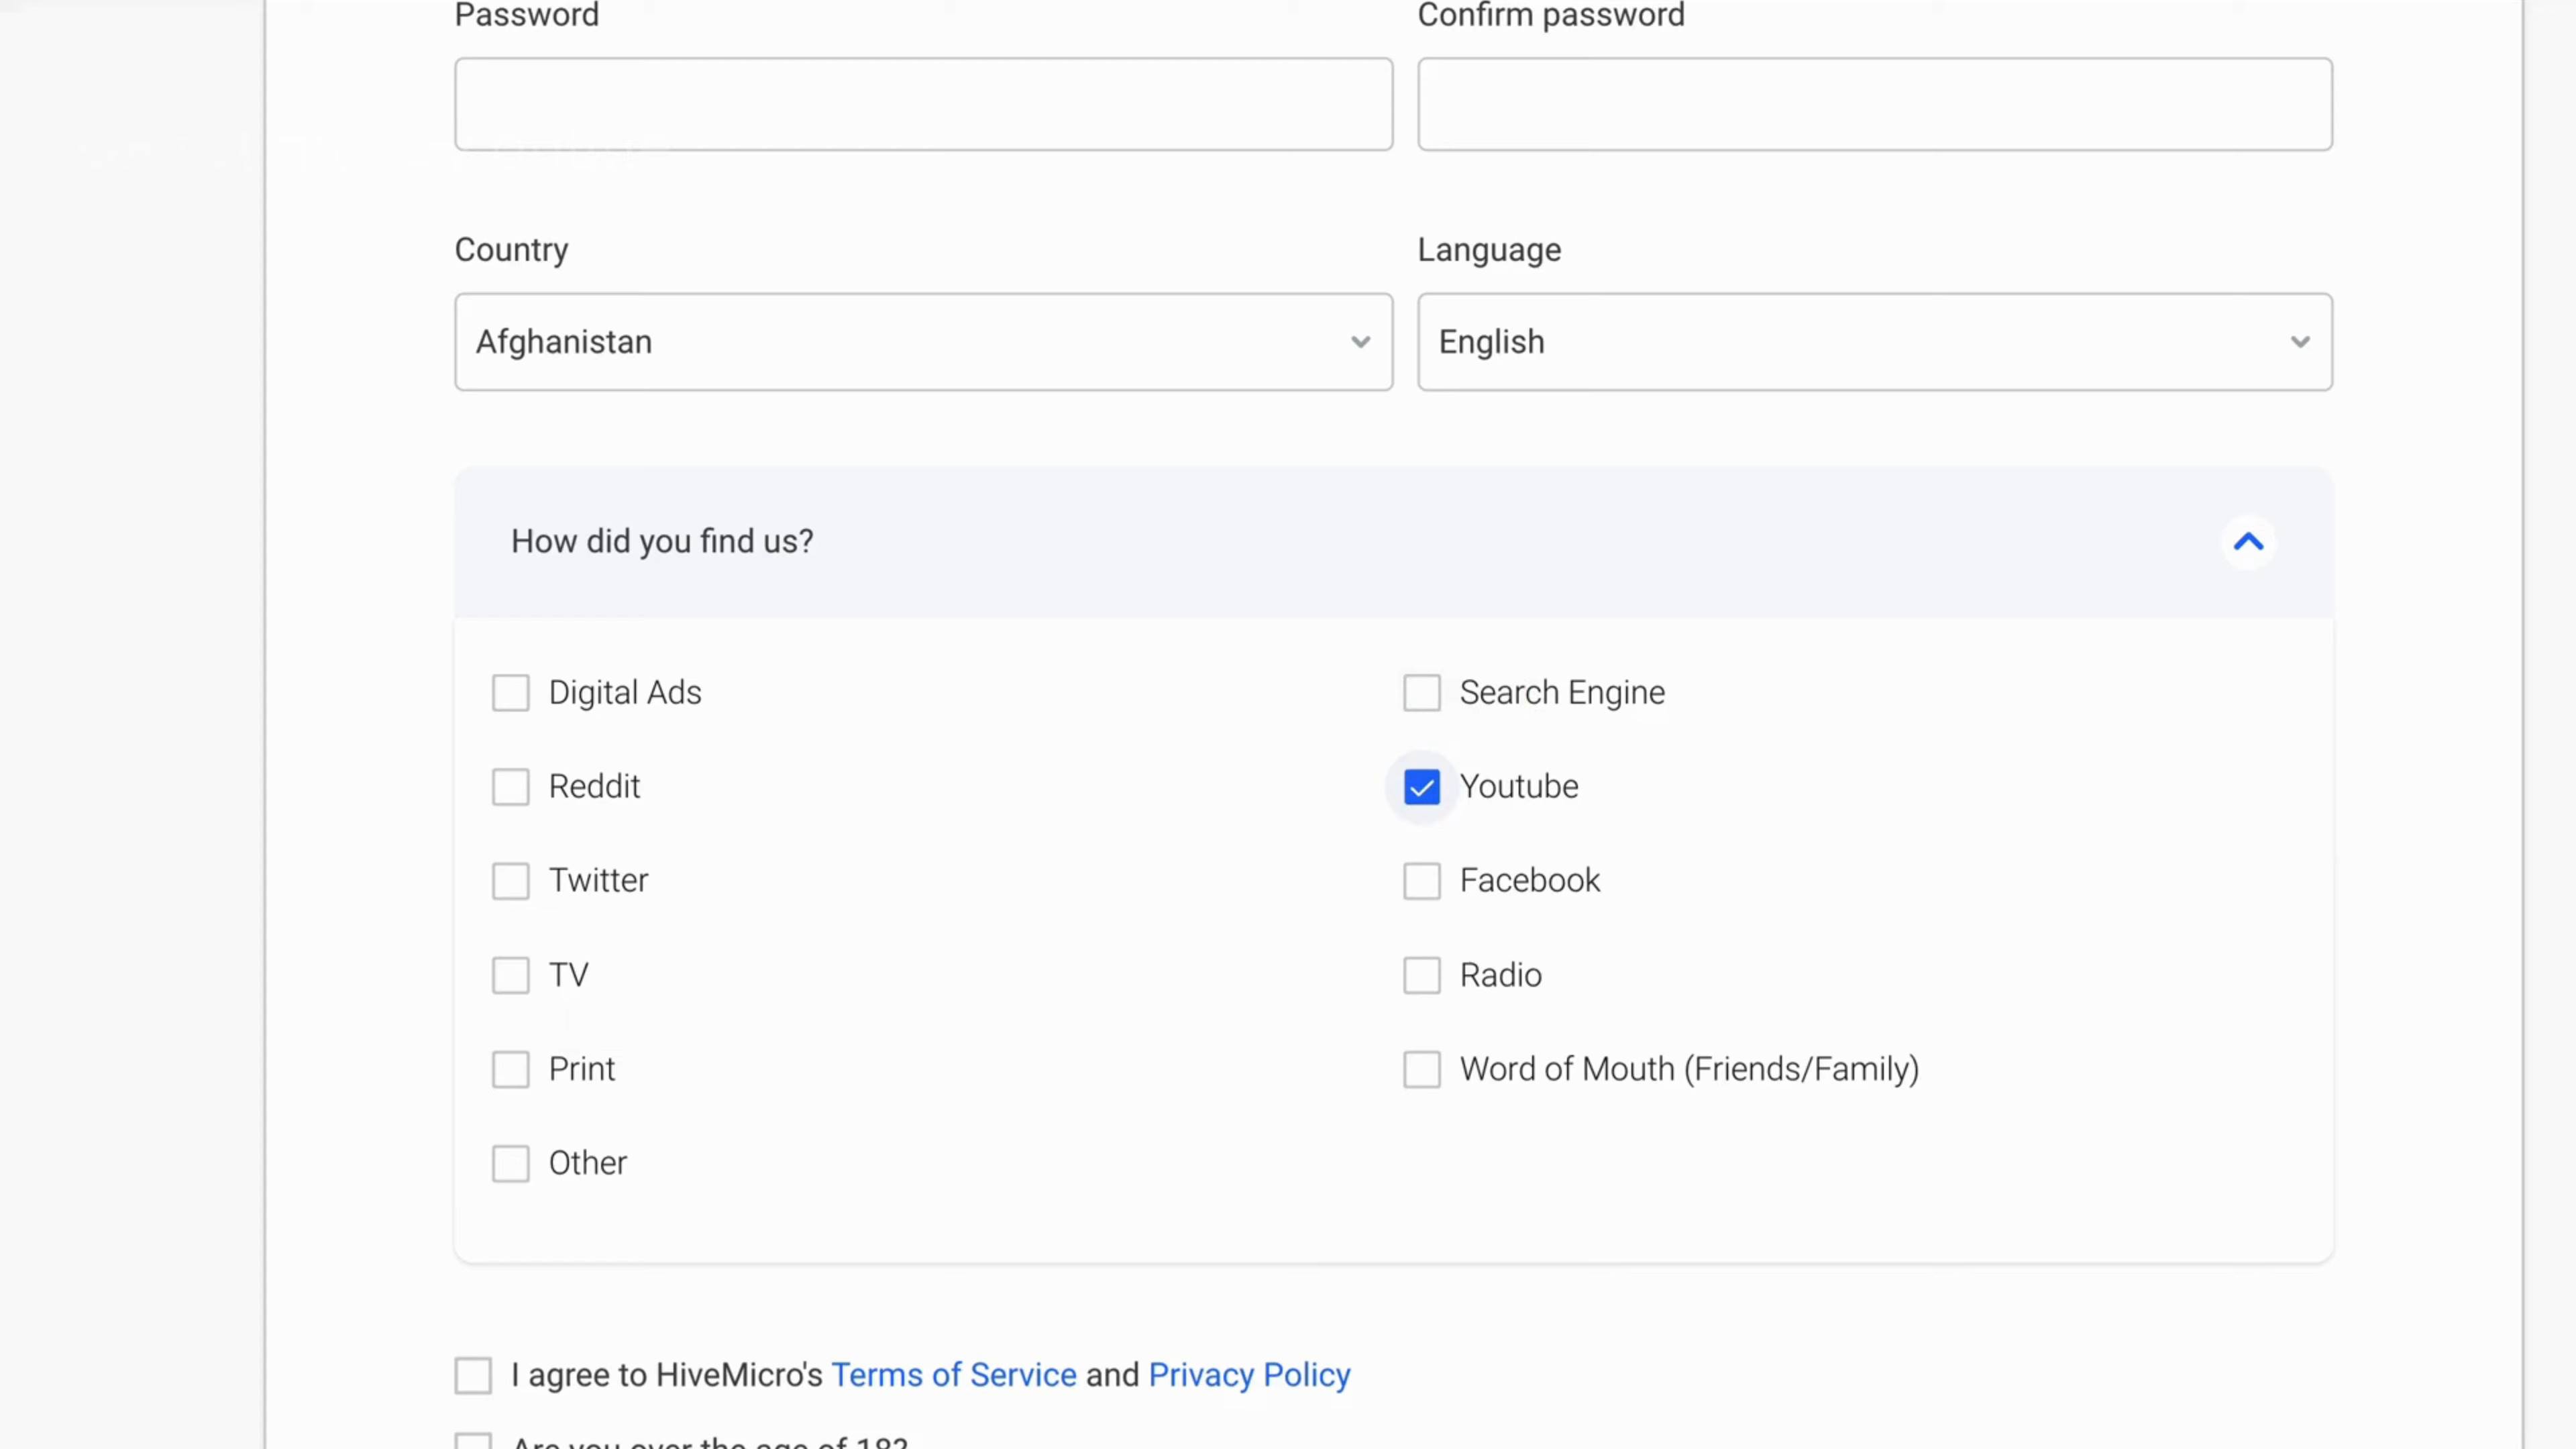 Password
Confirm password
Country
Language
Afghanistan
English
How did you find us?
Digital Ads
Search Engine
Reddit
Youtube
Twitter
Facebook
TV
Radio
Print
Word of Mouth (Friends/Family)
Other
I agree to HiveMicro's Terms of Service and Privacy Policy
Are you over the age of 18?